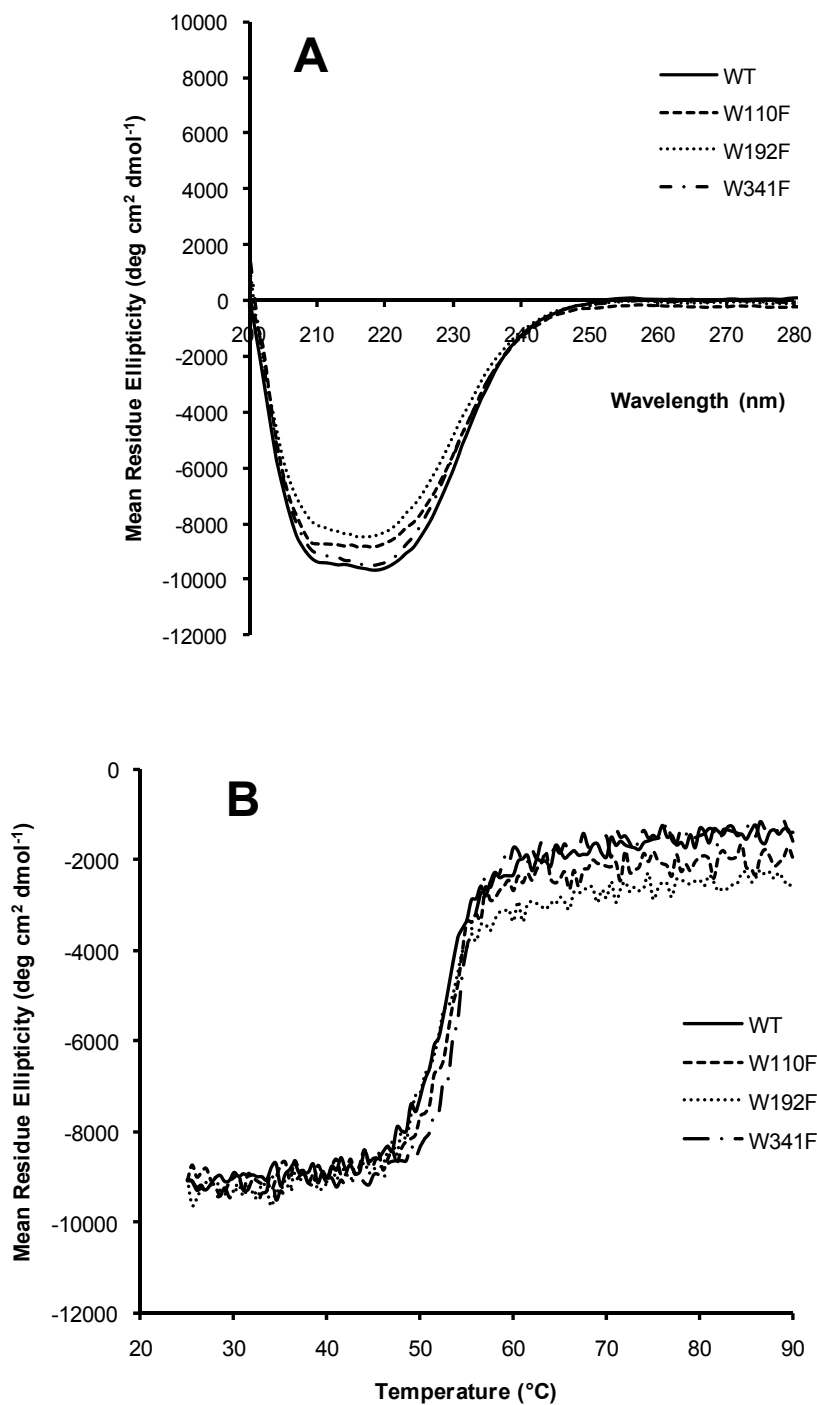 A
10000
8000
6000
4000
2000
0
-2000
-4000
-6000
-8000
-10000
-12000
Mean Residue Ellipticity (deg cm² dmol⁻¹)
200 210 220 230 240 250 260 270 280
Wavelength (nm)
WT
W110F
W192F
W341F
B
0
-2000
-4000
-6000
-8000
-10000
-12000
Mean Residue Ellipticity (deg cm² dmol⁻¹)
20 30 40 50 60 70 80 90
Temperature (°C)
WT
W110F
W192F
W341F